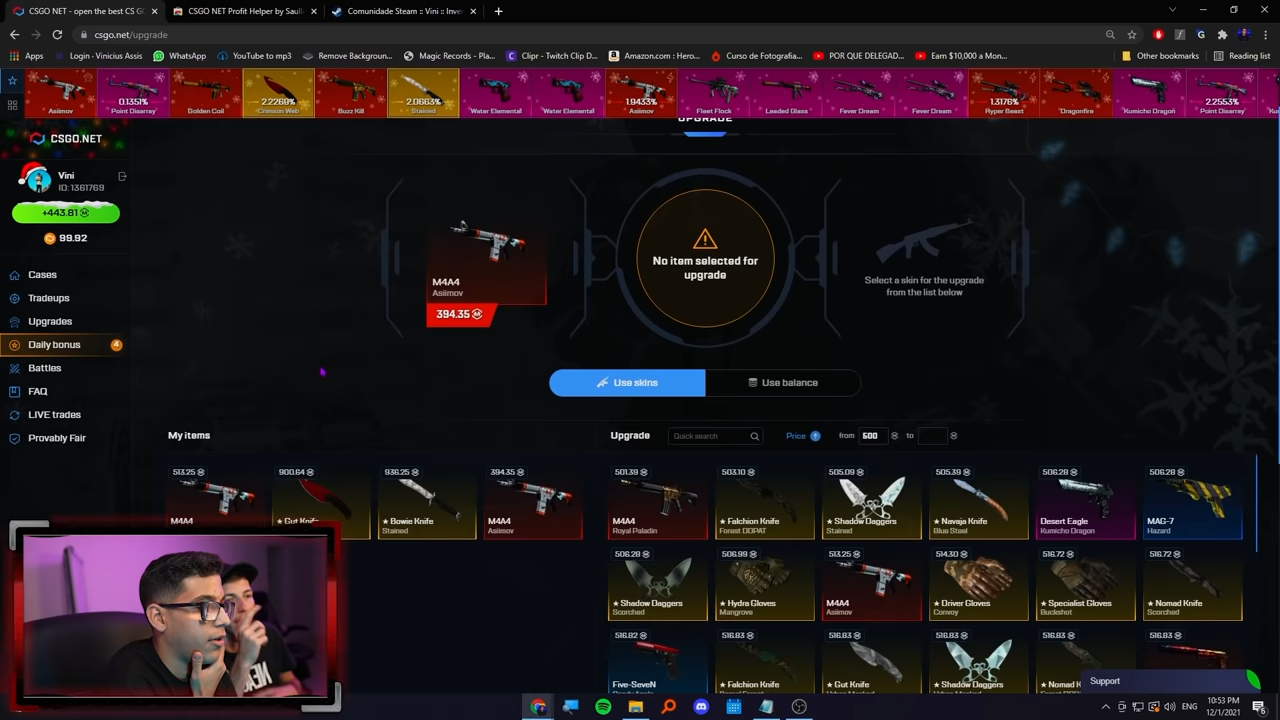 CSGO NET - open the best CS G
CSGO NET Profit Helper by Saull
Comunidade Steam :: Vini :: Inve
csgo.net/upgrade
Apps
Login - Vinicius Assis
WhatsApp
YouTube to mp3
Remove Backgroun...
Magic Records - Pla...
Clipr - Twitch Clip D...
Amazon.com : Hero...
Curso de Fotografia...
POR QUE DELEGAD...
Earn $10,000 a Mon...
Other bookmarks
Reading list
0.1351%
2.2269%
2.0663%
1.9433%
1.3176%
2.2553%
Asiimov
Point Disarray
Golden Coil
Crimson Web
Buzz Kill
Stained
Water Elemental
Water Elemental
Asiimov
Fleet Flock
Leaded Glass
Fever Dream
Fever Dream
Hyper Beast
Dragonfire
Kumicho Dragon
Point Disarray
UPGRADE
CSGO.NET
Vini
ID: 1361769
+443.81
99.92
Cases
Tradeups
Upgrades
Daily bonus
4
Battles
FAQ
LIVE trades
Provably Fair
M4A4
Asiimov
394.35
No item selected for
upgrade
Select a skin for the upgrade
from the list below
Use skins
Use balance
My items
Upgrade
Quick search
Price
from
500
to
513.25
M4A4
900.64
★ Gut Knife
936.25
★ Bowie Knife
Stained
394.35
M4A4
Asiimov
501.39
M4A4
Royal Paladin
503.10
★ Falchion Knife
Forest DDPAT
505.09
★ Shadow Daggers
Stained
505.39
★ Navaja Knife
Blue Steel
506.28
Desert Eagle
Kumicho Dragon
506.28
MAG-7
Hazard
506.28
★ Shadow Daggers
Scorched
506.99
★ Hydra Gloves
Mangrove
513.25
M4A4
Asiimov
514.30
★ Driver Gloves
Convoy
516.72
★ Specialist Gloves
Buckshot
516.72
★ Nomad Knife
Scorched
516.82
Five-SeveN
516.83
★ Falchion Knife
516.83
★ Gut Knife
516.83
★ Shadow Daggers
516.83
★ Nomad K
516.83
Support
ENG
10:53 PM
12/1/2021
6